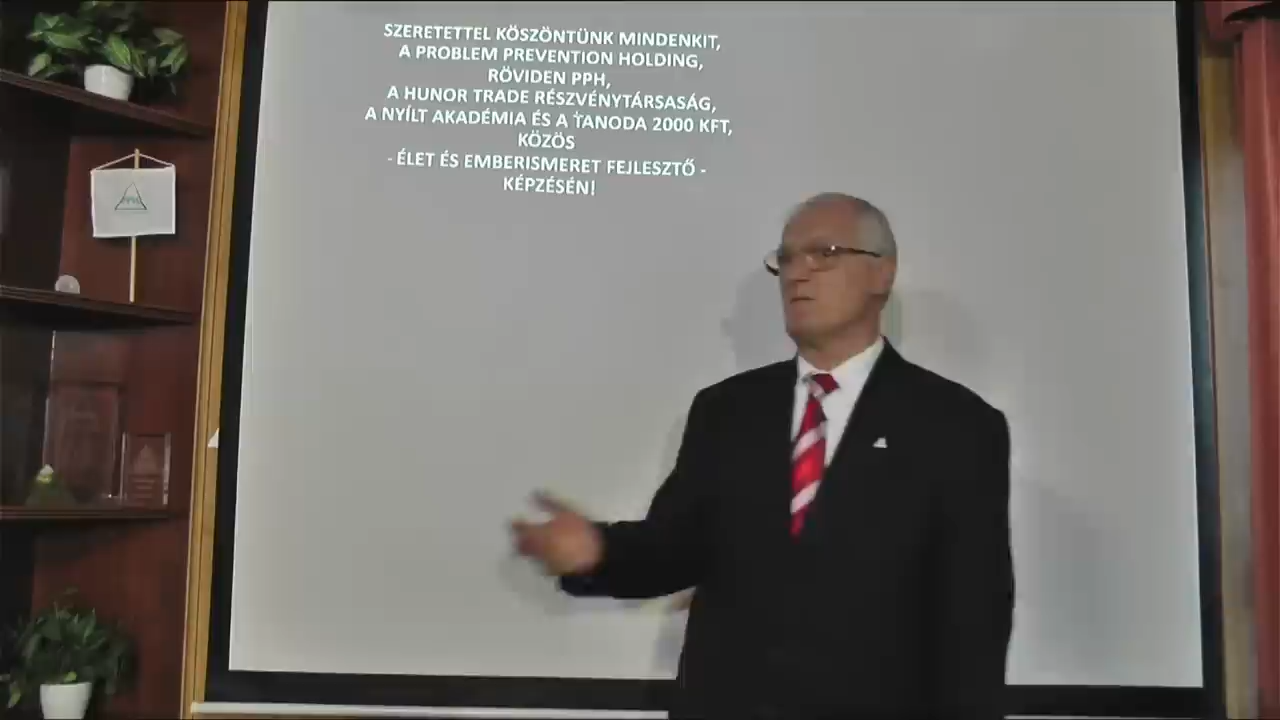 SZERETETTEL KÖSZÖNTÜNK MINDENKIT,
A PROBLEM PREVENTION HOLDING,
RÖVIDEN PPH,
A HUNOR TRADE RÉSZVÉNYTÁRSASÁG,
A NYÍLT AKADÉMIA ÉS A TANODA 2000 KFT,
KÖZÖS
- ÉLET ÉS EMBERISMERET FEJLESZTŐ -
KÉPZÉSÉN!
PPH